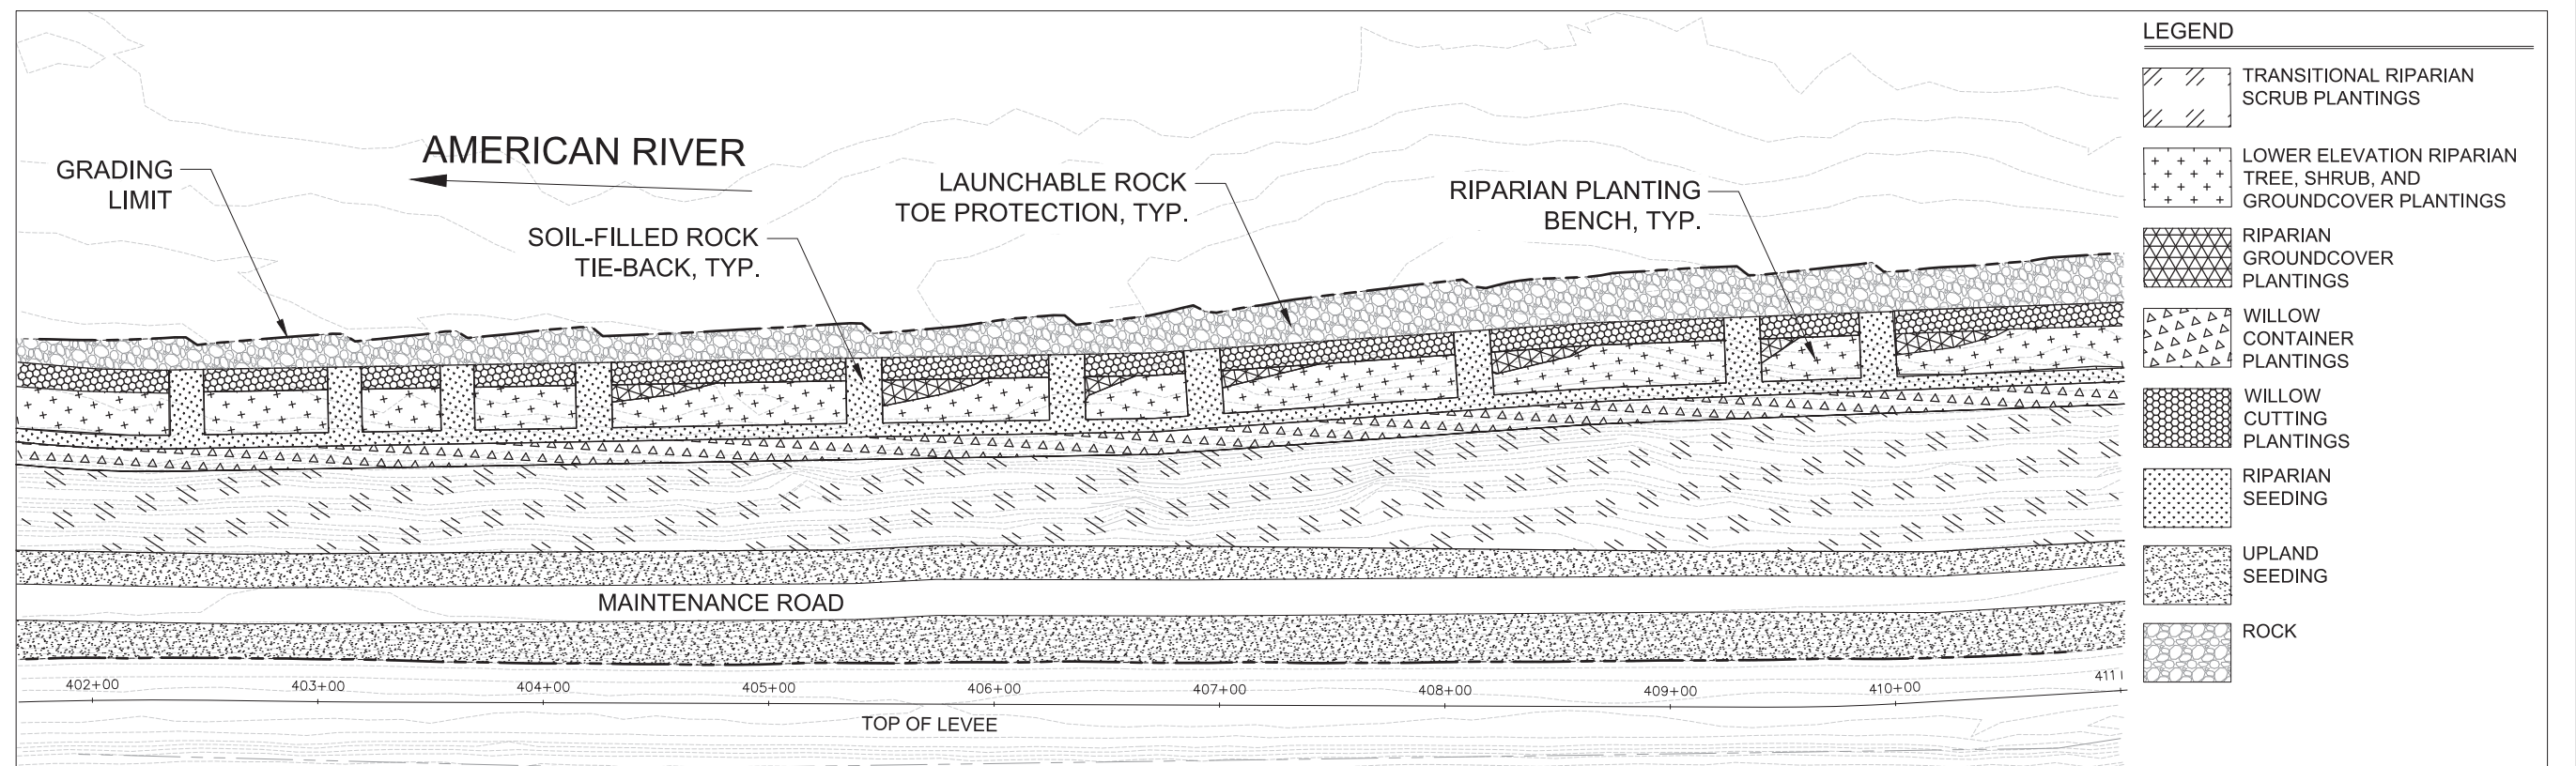 AMERICAN RIVER
GRADING
LIMIT
SOIL-FILLED ROCK
TIE-BACK, TYP.
LAUNCHABLE ROCK
TOE PROTECTION, TYP.
RIPARIAN PLANTING
BENCH, TYP.
MAINTENANCE ROAD
402+00
403+00
404+00
405+00
406+00
407+00
408+00
409+00
410+00
411
TOP OF LEVEE
LEGEND
TRANSITIONAL RIPARIAN
SCRUB PLANTINGS
LOWER ELEVATION RIPARIAN
TREE, SHRUB, AND
GROUNDCOVER PLANTINGS
RIPARIAN
GROUNDCOVER
PLANTINGS
WILLOW
CONTAINER
PLANTINGS
WILLOW
CUTTING
PLANTINGS
RIPARIAN
SEEDING
UPLAND
SEEDING
ROCK